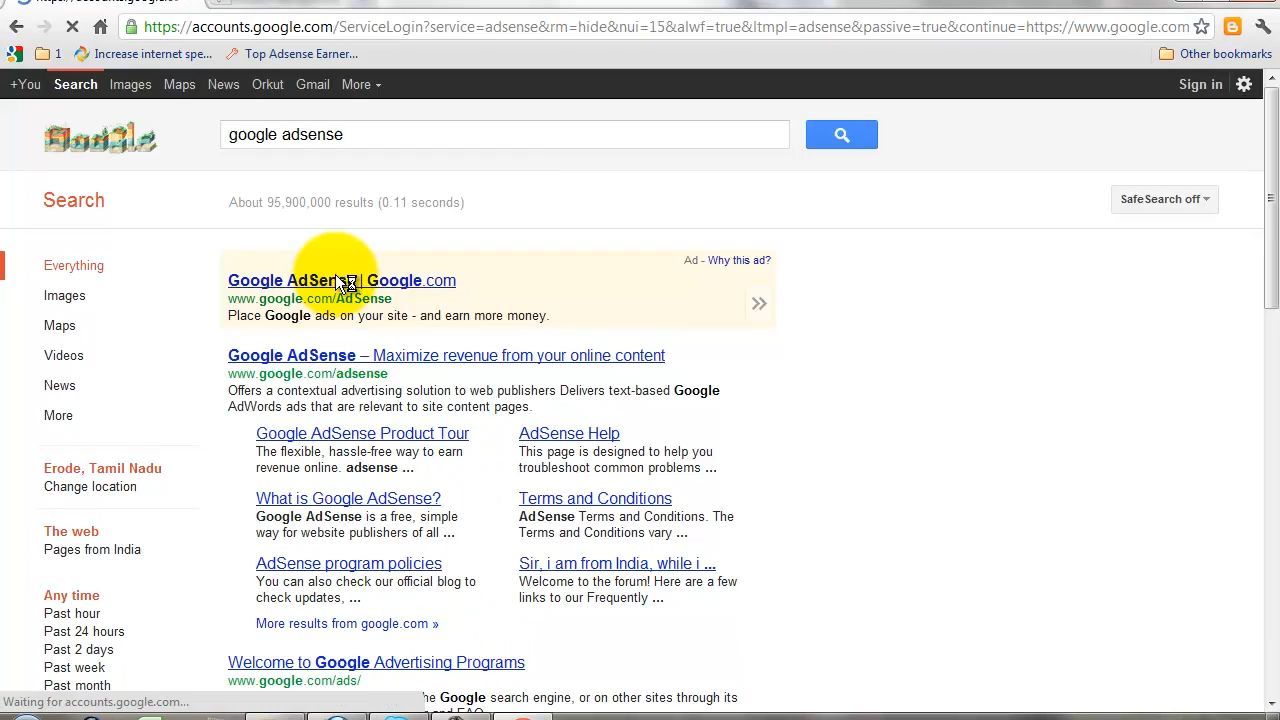 https://accounts.google.com/ServiceLogin?service=adsense&rm=hide&nui=15&alwf=true&ltmpl=adsense&passive=true&continue=https://www.google.com
1
Increase internet spe...
Top Adsense Earner...
Other bookmarks
+You
Search
Images
Maps
News
Orkut
Gmail
More
Sign in
google adsense
Search
About 95,900,000 results (0.11 seconds)
SafeSearch off
Everything
Images
Maps
Videos
News
More
Erode, Tamil Nadu
Change location
The web
Pages from India
Any time
Past hour
Past 24 hours
Past 2 days
Past week
Past month
Ad - Why this ad?
Google AdSense | Google.com
www.google.com/AdSense
Place Google ads on your site - and earn more money.
Google AdSense – Maximize revenue from your online content
www.google.com/adsense
Offers a contextual advertising solution to web publishers Delivers text-based Google
AdWords ads that are relevant to site content pages.
Google AdSense Product Tour
The flexible, hassle-free way to earn
revenue online. adsense ...
AdSense Help
This page is designed to help you
troubleshoot common problems ...
What is Google AdSense?
Google AdSense is a free, simple
way for website publishers of all ...
Terms and Conditions
AdSense Terms and Conditions. The
Terms and Conditions vary ...
AdSense program policies
You can also check our official blog to
check updates, ...
Sir, i am from India, while i ...
Welcome to the forum! Here are a few
links to our Frequently ...
More results from google.com »
Welcome to Google Advertising Programs
www.google.com/ads/
the Google search engine, or on other sites through its
Waiting for accounts.google.com...